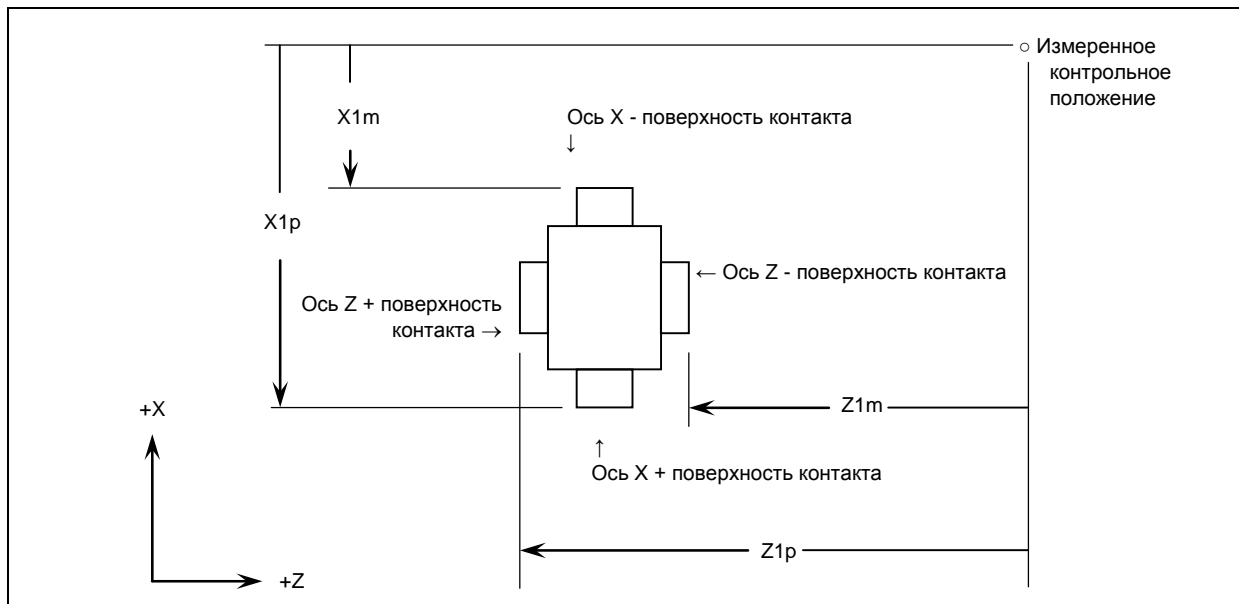 ○ Измеренное
контрольное
положение
X1m
Ось X - поверхность контакта
↓
X1p
← Ось Z - поверхность контакта
Ось Z + поверхность
контакта →
Z1m
+X
↑
Ось X + поверхность контакта
Z1p
+Z